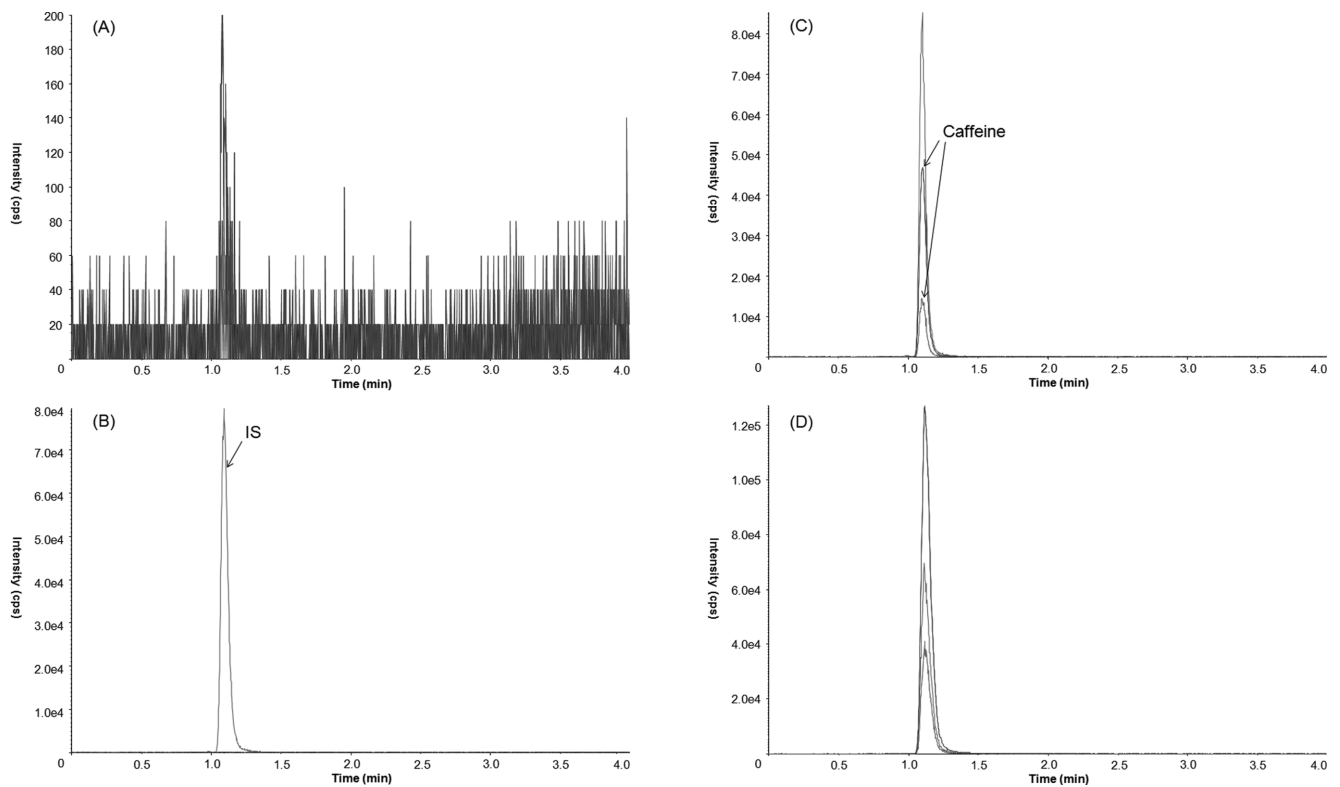 (A)
200
180
160
140
120
100
80
60
40
20
0
0.5
1.0
1.5
2.0
2.5
3.0
3.5
4.0
Intensity (cps)
Time (min)
(B)
IS
8.0e4
7.0e4
6.0e4
5.0e4
4.0e4
3.0e4
2.0e4
1.0e4
0
0.5
1.0
1.5
2.0
2.5
3.0
3.5
4.0
Intensity (cps)
Time (min)
(C)
Caffeine
8.0e4
7.0e4
6.0e4
5.0e4
4.0e4
3.0e4
2.0e4
1.0e4
0
0.5
1.0
1.5
2.0
2.5
3.0
3.5
4.0
Intensity (cps)
Time (min)
(D)
1.2e5
1.0e5
8.0e4
6.0e4
4.0e4
2.0e4
0
0.5
1.0
1.5
2.0
2.5
3.0
3.5
4.0
Intensity (cps)
Time (min)